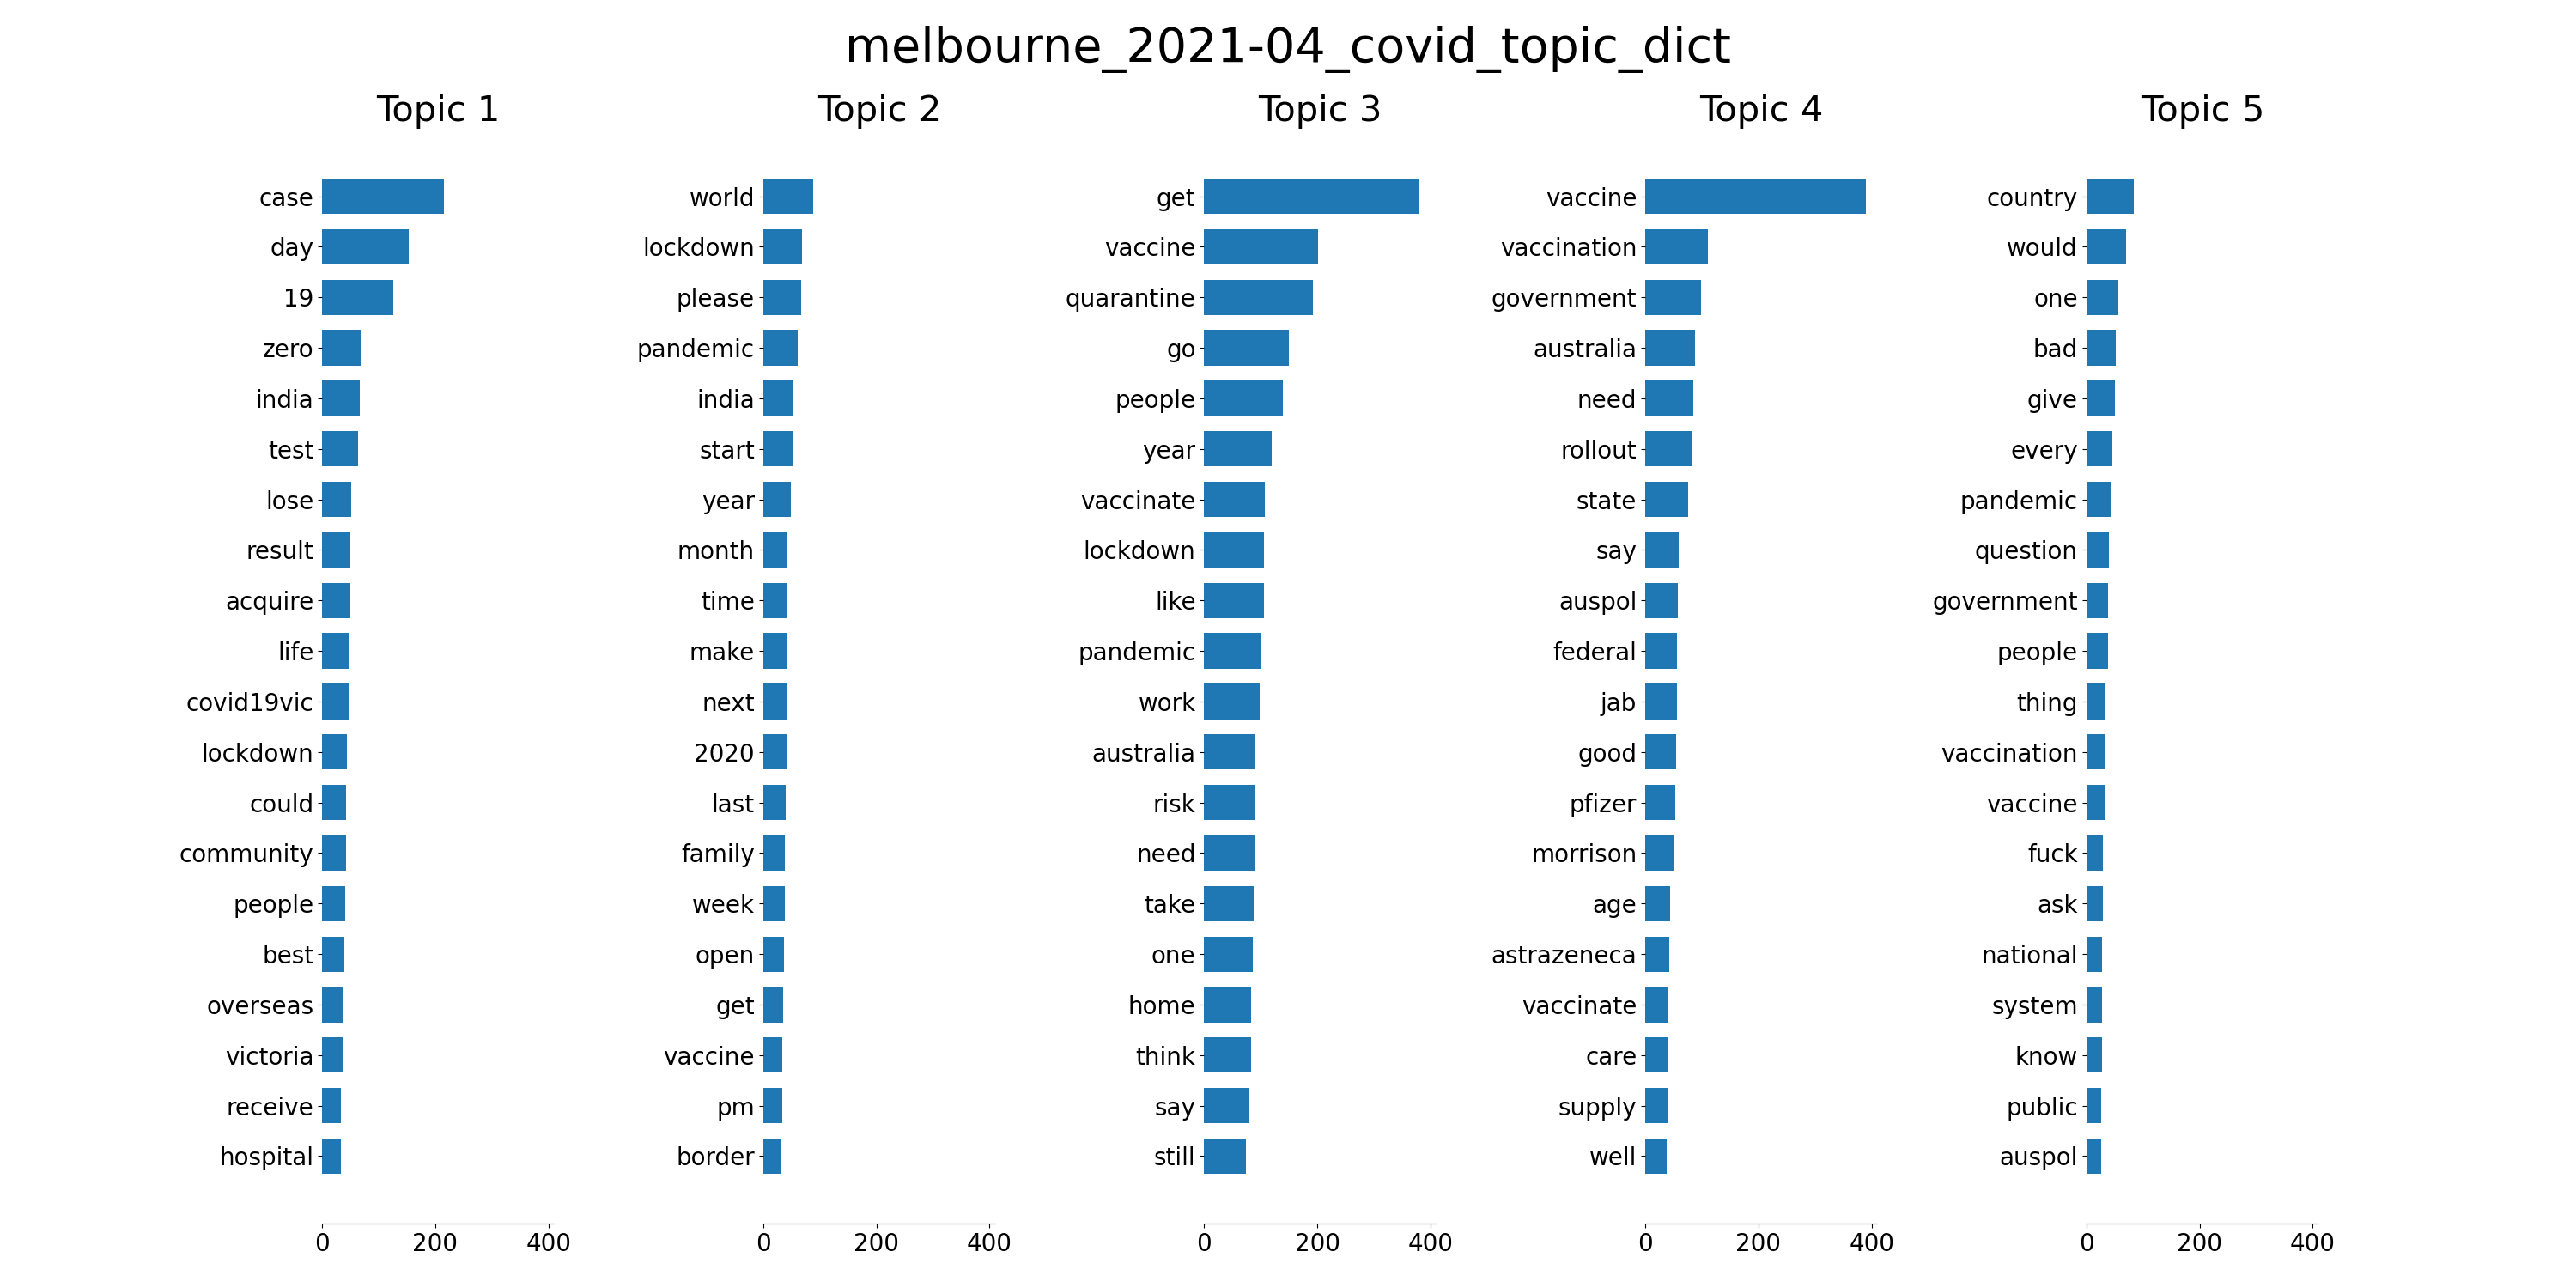 melbourne_2021-04_covid_topic_dict
Topic 1
case
day
19
zero
india
test
lose
result
acquire
life
covid19vic
lockdown
could
community
people
best
overseas
victoria
receive
hospital
0 200 400
Topic 2
world
lockdown
please
pandemic
india
start
year
month
time
make
next
2020
last
family
week
open
get
vaccine
pm
border
0 200 400
Topic 3
get
vaccine
quarantine
go
people
year
vaccinate
lockdown
like
pandemic
work
australia
risk
need
take
one
home
think
say
still
0 200 400
Topic 4
vaccine
vaccination
government
australia
need
rollout
state
say
auspol
federal
jab
good
pfizer
morrison
age
astrazeneca
vaccinate
care
supply
well
0 200 400
Topic 5
country
would
one
bad
give
every
pandemic
question
government
people
thing
vaccination
vaccine
fuck
ask
national
system
know
public
auspol
0 200 400